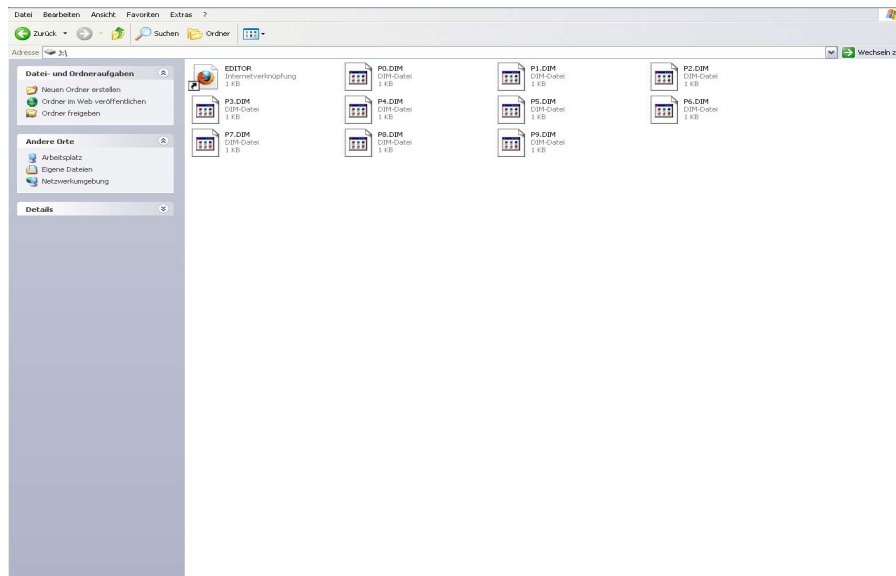 Datei Bearbeiten Ansicht Favoriten Extras ?
Zurück Suchen Ordner
Adresse J:\ Wechseln z
Datei- und Ordneraufgaben
Neuen Ordner erstellen
Ordner im Web veröffentlichen
Ordner freigeben
Andere Orte
Arbeitsplatz
Eigene Dateien
Netzwerkumgebung
Details
EDITOR
Internetverknüpfung
1 KB
P0.DIM
DIM-Datei
1 KB
P1.DIM
DIM-Datei
1 KB
P2.DIM
DIM-Datei
1 KB
P3.DIM
DIM-Datei
1 KB
P4.DIM
DIM-Datei
1 KB
P5.DIM
DIM-Datei
1 KB
P6.DIM
DIM-Datei
1 KB
P7.DIM
DIM-Datei
1 KB
P8.DIM
DIM-Datei
1 KB
P9.DIM
DIM-Datei
1 KB